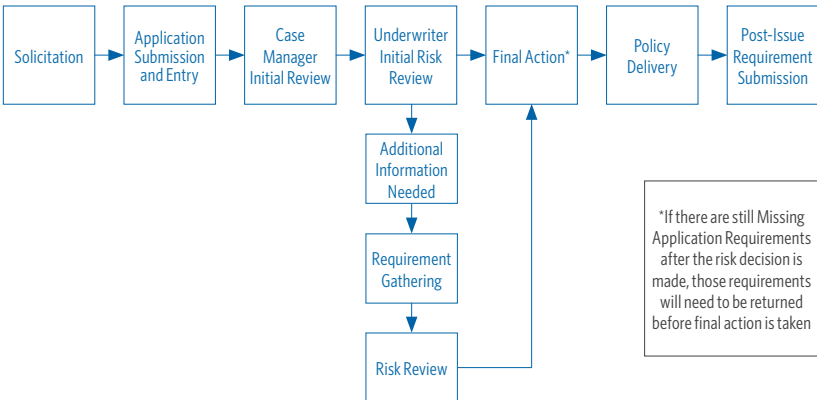 Solicitation
Application
Submission
and Entry
Case
Manager
Initial Review
Underwriter
Initial Risk
Review
Final Action*
Policy
Delivery
Post-Issue
Requirement
Submission
Additional
Information
Needed
Requirement
Gathering
Risk Review
*If there are still Missing
Application Requirements
after the risk decision is
made, those requirements
will need to be returned
before final action is taken